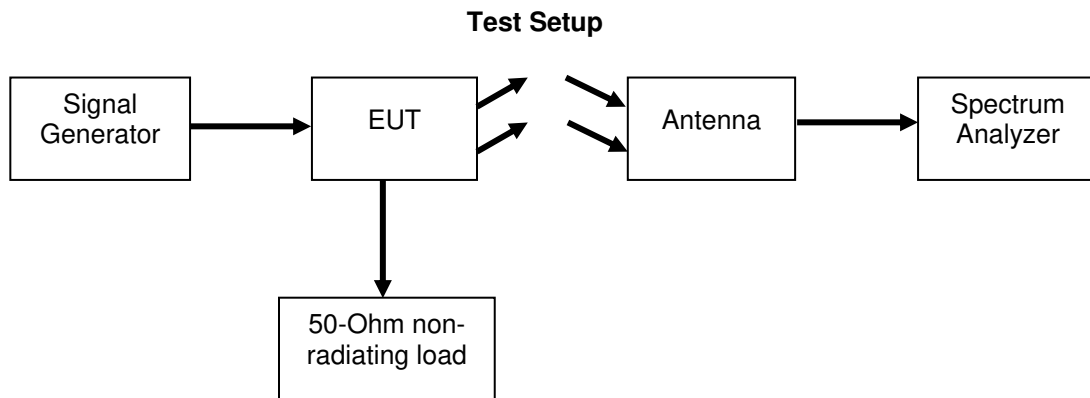 Test Setup
Signal
Generator
EUT
Antenna
Spectrum
Analyzer
50-Ohm non-
radiating load